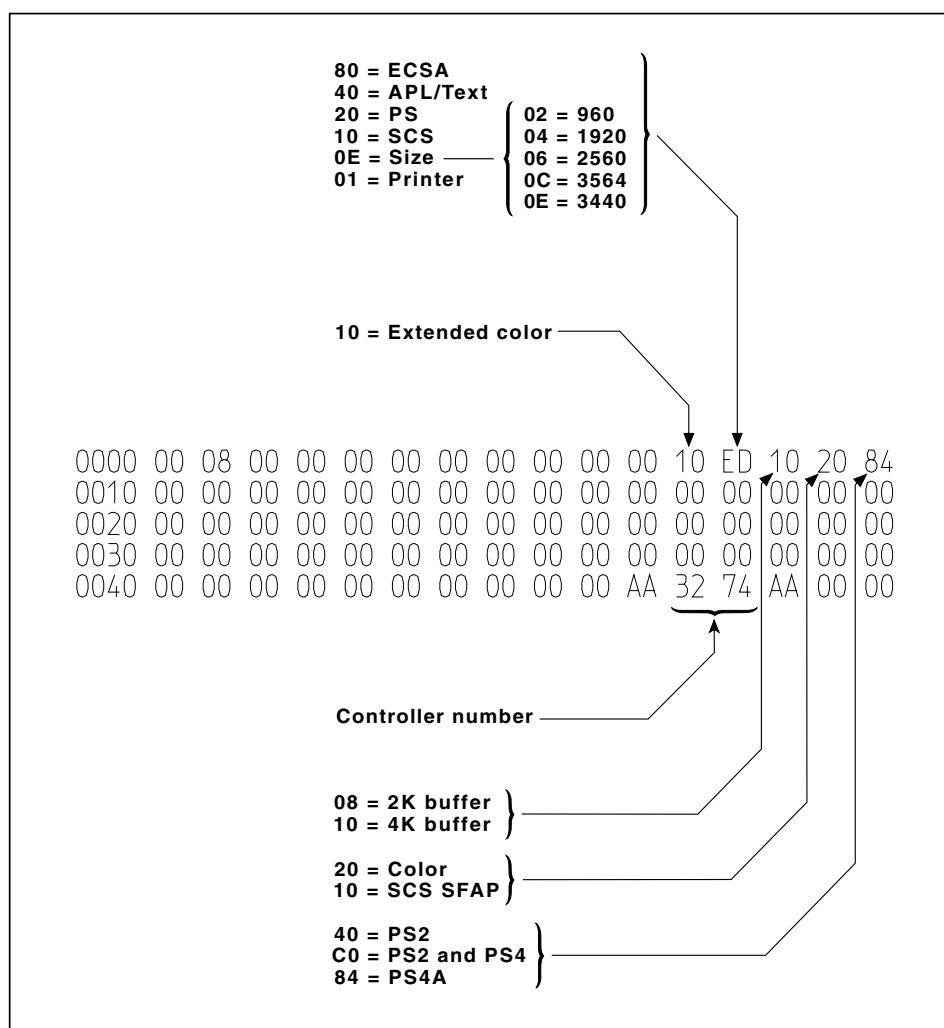 80 = ECSA
40 = APL/Text
20 = PS
10 = SCS
0E = Size
01 = Printer
02 = 960
04 = 1920
06 = 2560
0C = 3564
0E = 3440
10 = Extended color
0000 00 08 00 00 00 00 00 00 00 00 00 10 ED 10 20 84
0010 00 00 00 00 00 00 00 00 00 00 00 00 00 00 00 00
0020 00 00 00 00 00 00 00 00 00 00 00 00 00 00 00 00
0030 00 00 00 00 00 00 00 00 00 00 00 00 00 00 00 00
0040 00 00 00 00 00 00 00 00 00 00 AA 32 74 AA 00 00
Controller number
08 = 2K buffer
10 = 4K buffer
20 = Color
10 = SCS SFAP
40 = PS2
C0 = PS2 and PS4
84 = PS4A